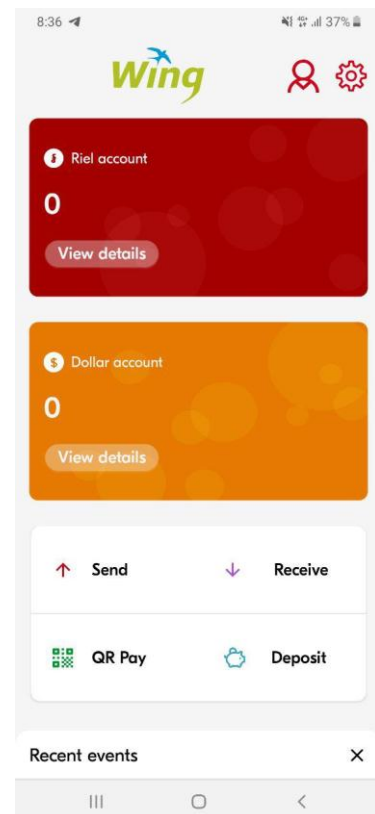 8:36 37%
Wing
Riel account
0
View details
$ Dollar account
0
View details
Send Receive
QR Pay Deposit
Recent events